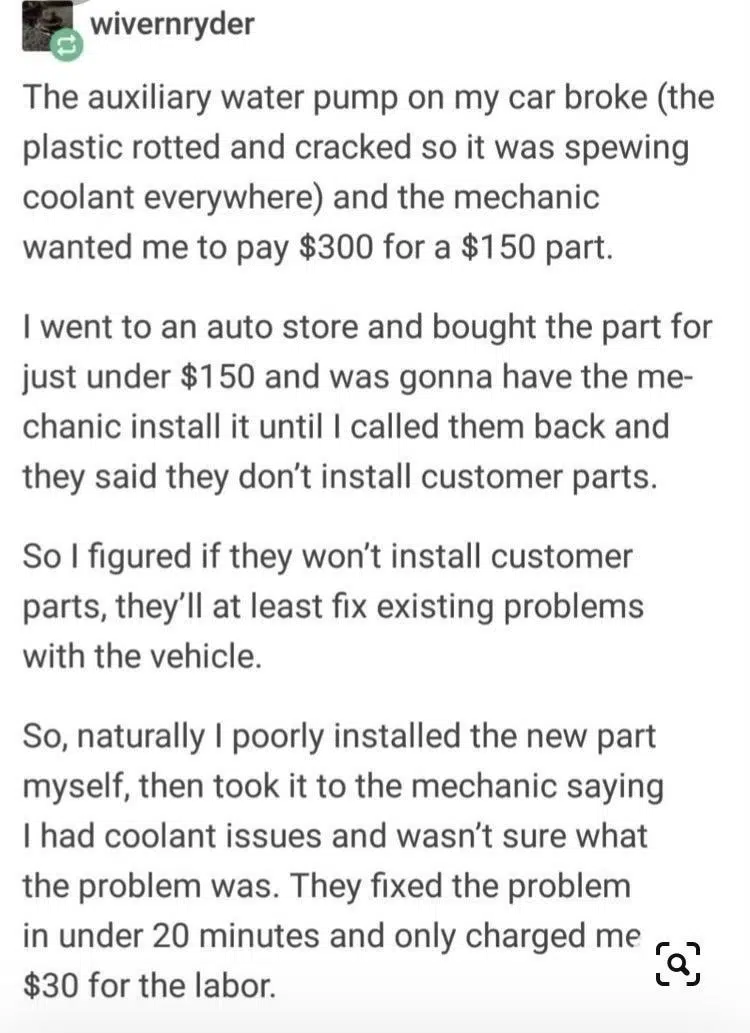 wivernryder
The auxiliary water pump on my car broke (the
plastic rotted and cracked so it was spewing
coolant everywhere) and the mechanic
wanted me to pay $300 for a $150 part.
I went to an auto store and bought the part for
just under $150 and was gonna have the me-
chanic install it until I called them back and
they said they don't install customer parts.
So I figured if they won't install customer
parts, they'll at least fix existing problems
with the vehicle.
So, naturally I poorly installed the new part
myself, then took it to the mechanic saying
I had coolant issues and wasn't sure what
the problem was. They fixed the problem
in under 20 minutes and only charged me
$30 for the labor.